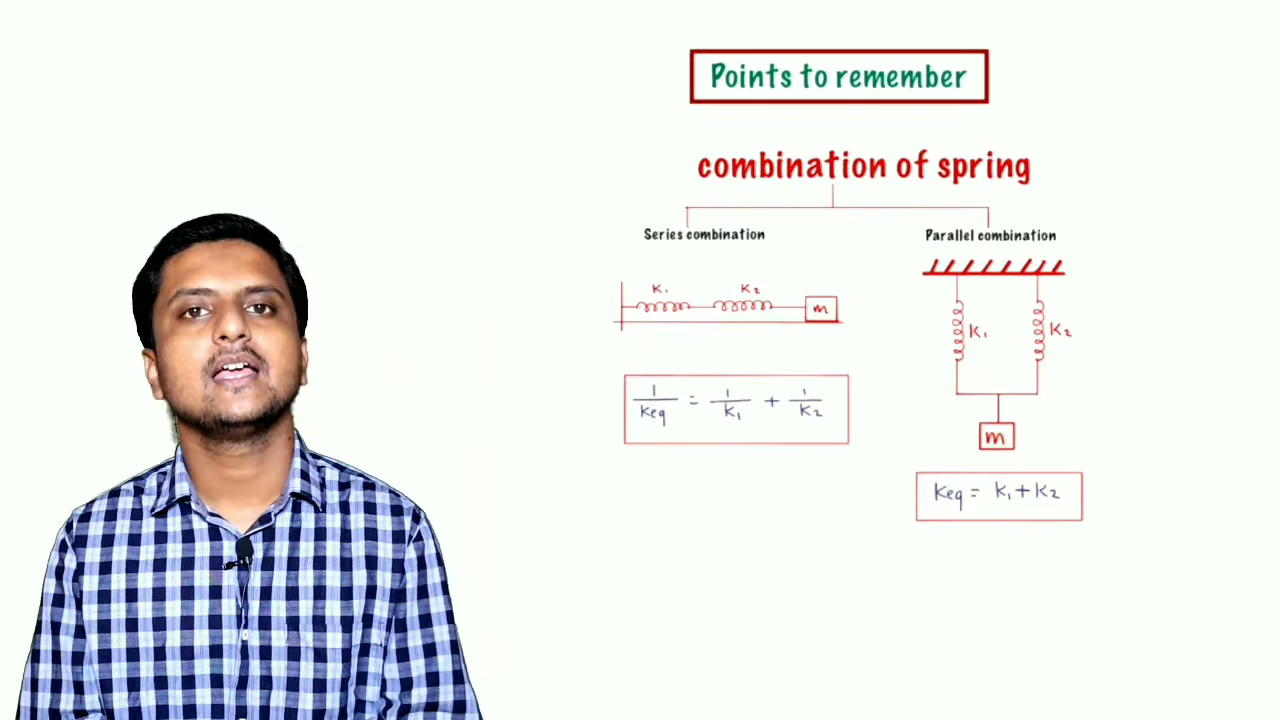 Points to remember
combination of spring
Series combination
Parallel combination
K₁ K₂
m
1/Keq = 1/K₁ + 1/K₂
K₁ K₂
m
Keq = K₁+K₂